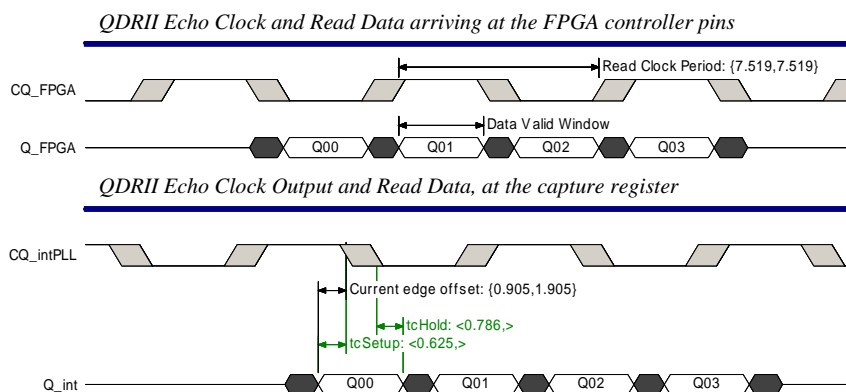 QDRII Echo Clock and Read Data arriving at the FPGA controller pins
Read Clock Period: {7.519,7.519}
CQ_FPGA
Data Valid Window
Q_FPGA Q00 Q01 Q02 Q03
QDRII Echo Clock Output and Read Data, at the capture register
CQ_intPLL
Current edge offset: {0.905,1.905}
tcHold: <0.786,>
tcSetup: <0.625,>
Q_int Q00 Q01 Q02 Q03